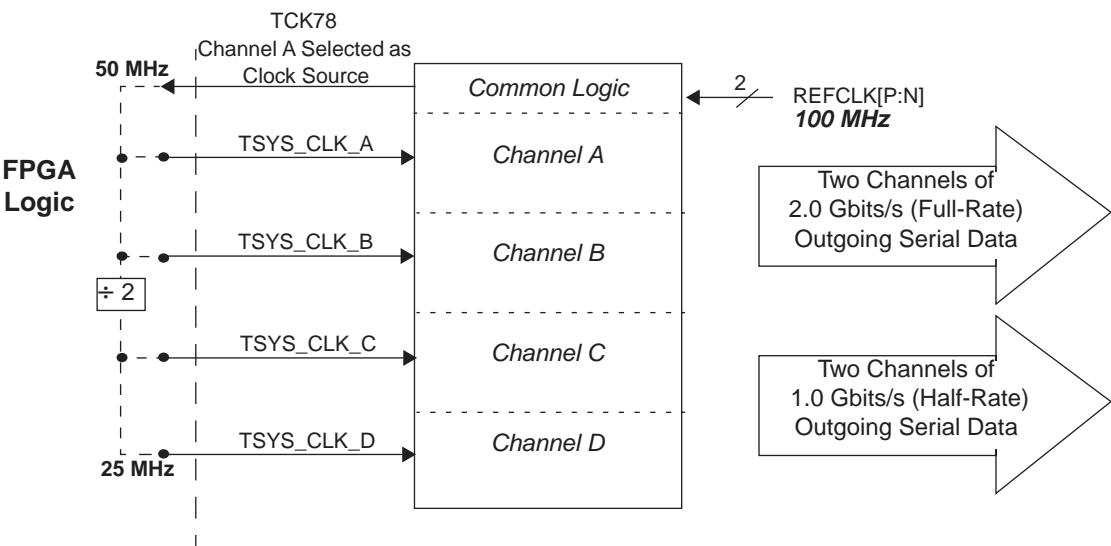 TCK78
Channel A Selected as
Clock Source
50 MHz
Common Logic
2
REFCLK[P:N]
100 MHz
FPGA
Logic
TSYS_CLK_A
Channel A
TSYS_CLK_B
Channel B
÷ 2
TSYS_CLK_C
Channel C
TSYS_CLK_D
Channel D
25 MHz
Two Channels of
2.0 Gbits/s (Full-Rate)
Outgoing Serial Data
Two Channels of
1.0 Gbits/s (Half-Rate)
Outgoing Serial Data